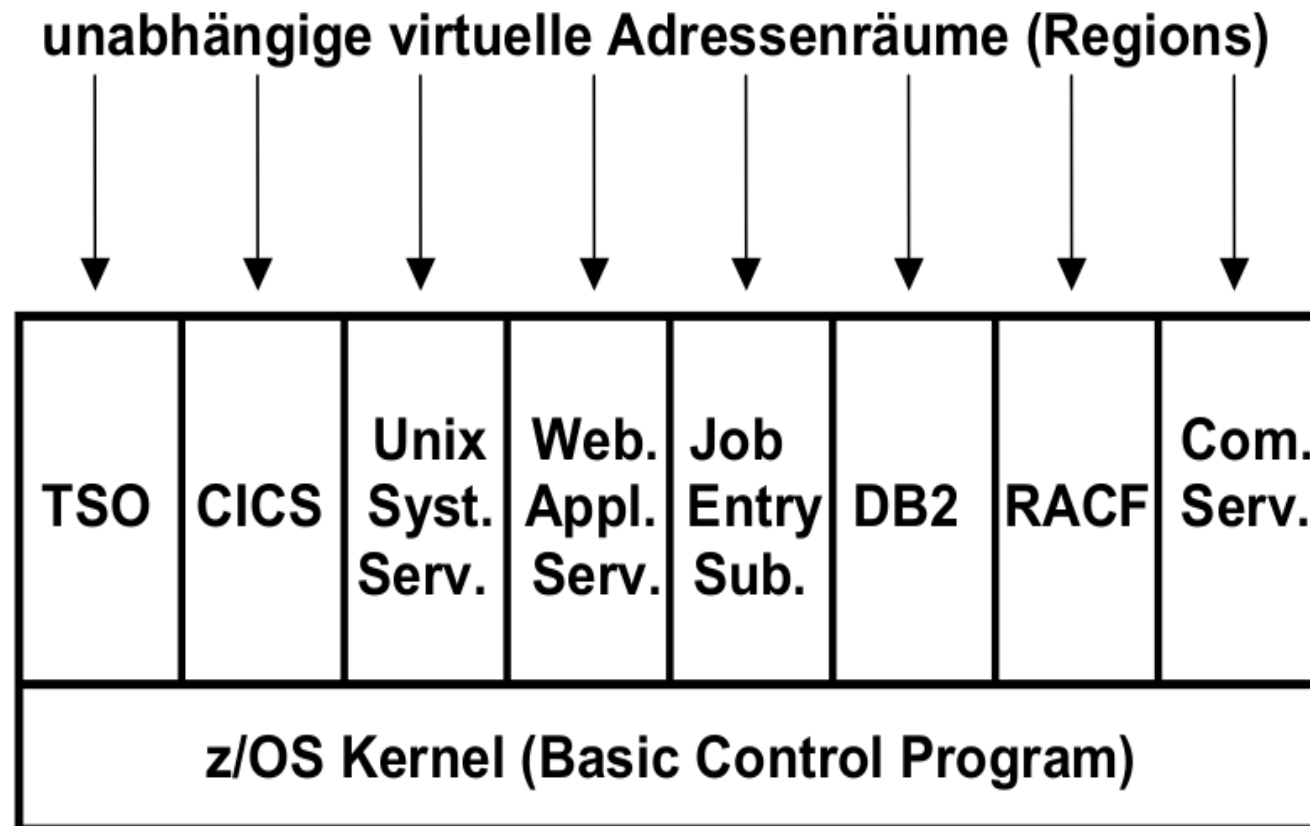 unabhängige virtuelle Adressenräume (Regions)
TSO
CICS
Unix
Syst.
Serv.
Web.
Appl.
Serv.
Job
Entry
Sub.
DB2
RACF
Com.
Serv.
z/OS Kernel (Basic Control Program)